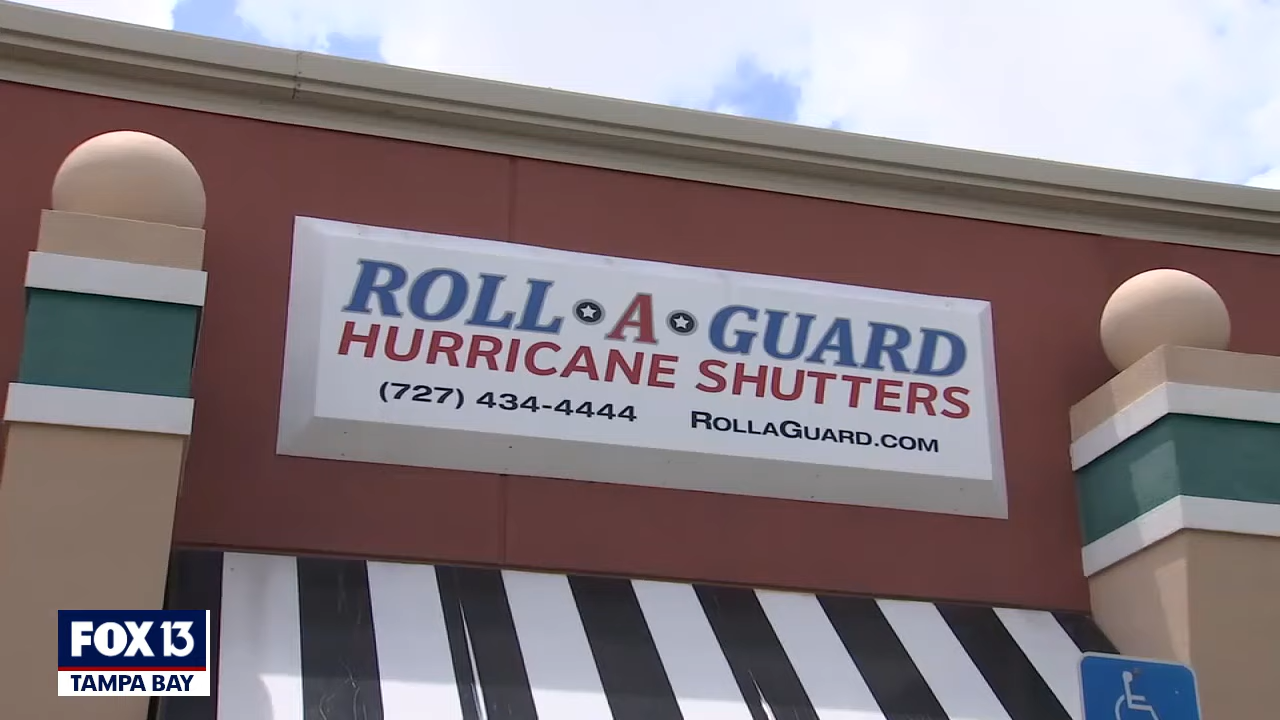 ROLL • A • GUARD
HURRICANE SHUTTERS
(727) 434-4444 ROLLAGUARD.COM
FOX 13
TAMPA BAY